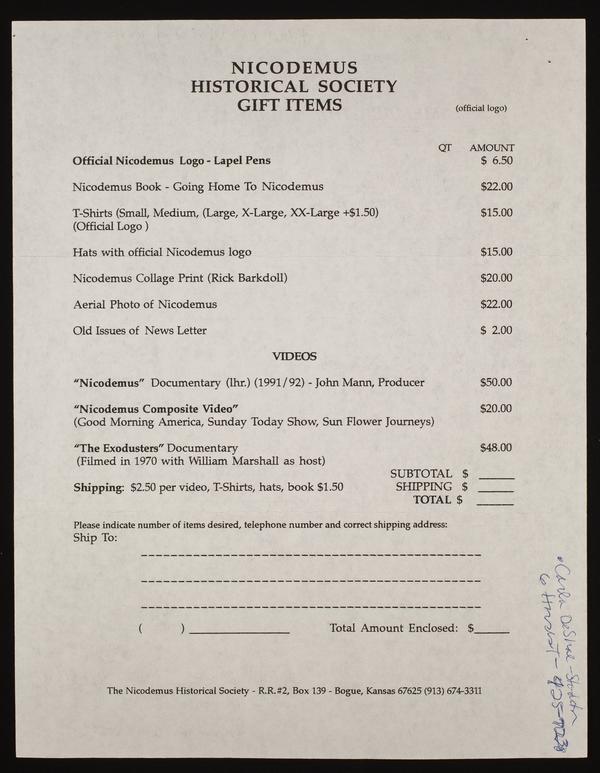 NICODEMUS
HISTORICAL SOCIETY
GIFT ITEMS
(official logo)
QT AMOUNT
Official Nicodemus Logo - Lapel Pens $ 6.50
Nicodemus Book - Going Home To Nicodemus $22.00
T-Shirts (Small, Medium, (Large, X-Large, XX-Large +$1.50) $15.00
(Official Logo )
Hats with official Nicodemus logo $15.00
Nicodemus Collage Print (Rick Barkdoll) $20.00
Aerial Photo of Nicodemus $22.00
Old Issues of News Letter $ 2.00
VIDEOS
“Nicodemus” Documentary (lhr.) (1991/92) - John Mann, Producer $50.00
“Nicodemus Composite Video” $20.00
(Good Morning America, Sunday Today Show, Sun Flower Journeys)
“The Exodusters” Documentary $48.00
(Filmed in 1970 with William Marshall as host)
SUBTOTAL $ _____
Shipping: $2.50 per video, T-Shirts, hats, book $1.50 SHIPPING $ _____
TOTAL $ _____
Please indicate number of items desired, telephone number and correct shipping address:
Ship To:
( ) _______________ Total Amount Enclosed: $_____
The Nicodemus Historical Society - R.R.#2, Box 139 - Bogue, Kansas 67625 (913) 674-3311